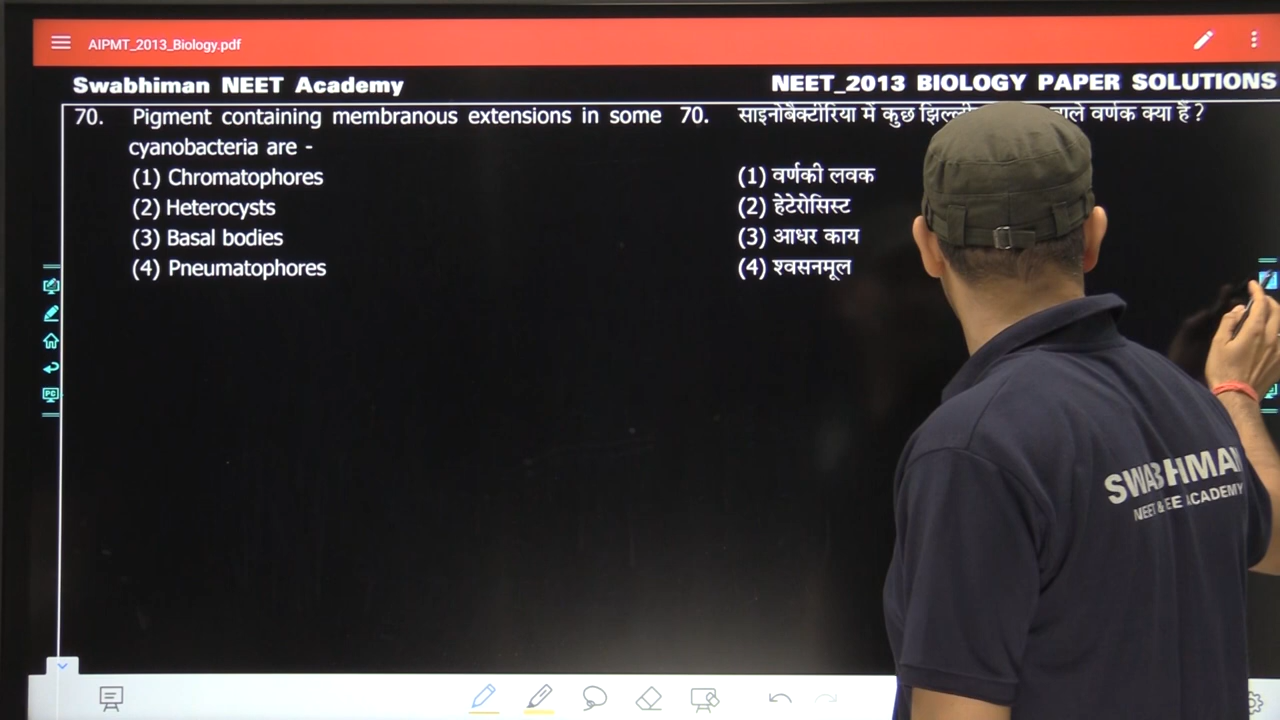 AIPMT_2013_Biology.pdf
Swabhiman NEET Academy
NEET_2013 BIOLOGY PAPER SOLUTIONS
70. Pigment containing membranous extensions in some
cyanobacteria are -
(1) Chromatophores
(2) Heterocysts
(3) Basal bodies
(4) Pneumatophores
70. साइनोबैक्टीरिया में कुछ वर्णक क्या हैं ?
(1) वर्णकी लवक
(2) हेटेरोसिस्ट
(3) आधर काय
(4) श्वसनमूल
PC
SWABHIMAN
NEET & JEE ACADEMY